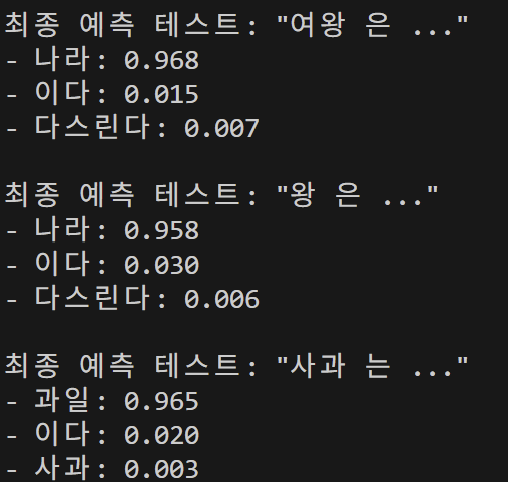 최종 예측 테스트: "여왕 은 ..."
- 나라: 0.968
- 이다: 0.015
- 다스린다: 0.007
최종 예측 테스트: "왕 은 ..."
- 나라: 0.958
- 이다: 0.030
- 다스린다: 0.006
최종 예측 테스트: "사과 는 ..."
- 과일: 0.965
- 이다: 0.020
- 사과: 0.003